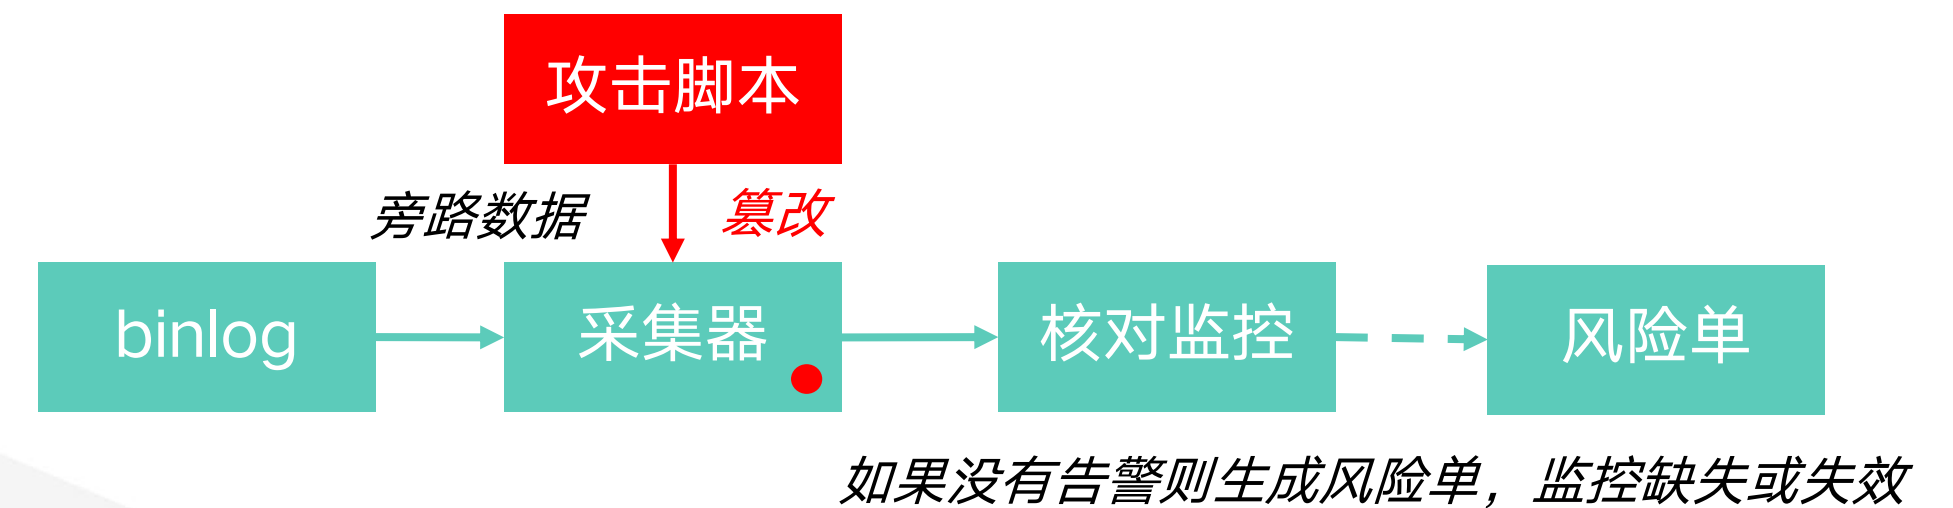 攻击脚本
旁路数据
篡改
binlog
采集器
核对监控
风险单
如果没有告警则生成风险单，监控缺失或失效